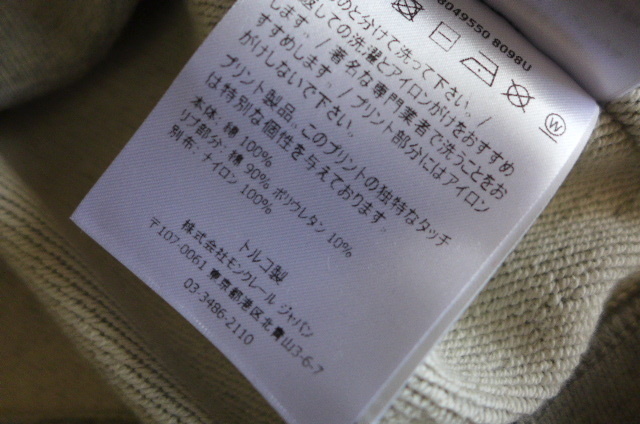 8049550 8098U
のと分けて洗って下さい。/
返しての洗濯とアイロンがけをおすすめ
します。/ 著名な専門業者で洗うことをお
すすめします。/ プリント部分にはアイロン
がけしないで下さい。
プリント製品。このプリントの独特なタッチ
は特別な個性を与えております。
本体: 綿 100%
リブ部分: 綿 90% ポリウレタン 10%
別布: ナイロン 100%
トルコ製
株式会社モンクレール ジャパン
〒107-0061 東京都港区北青山3-6-7
03-3486-2110
W